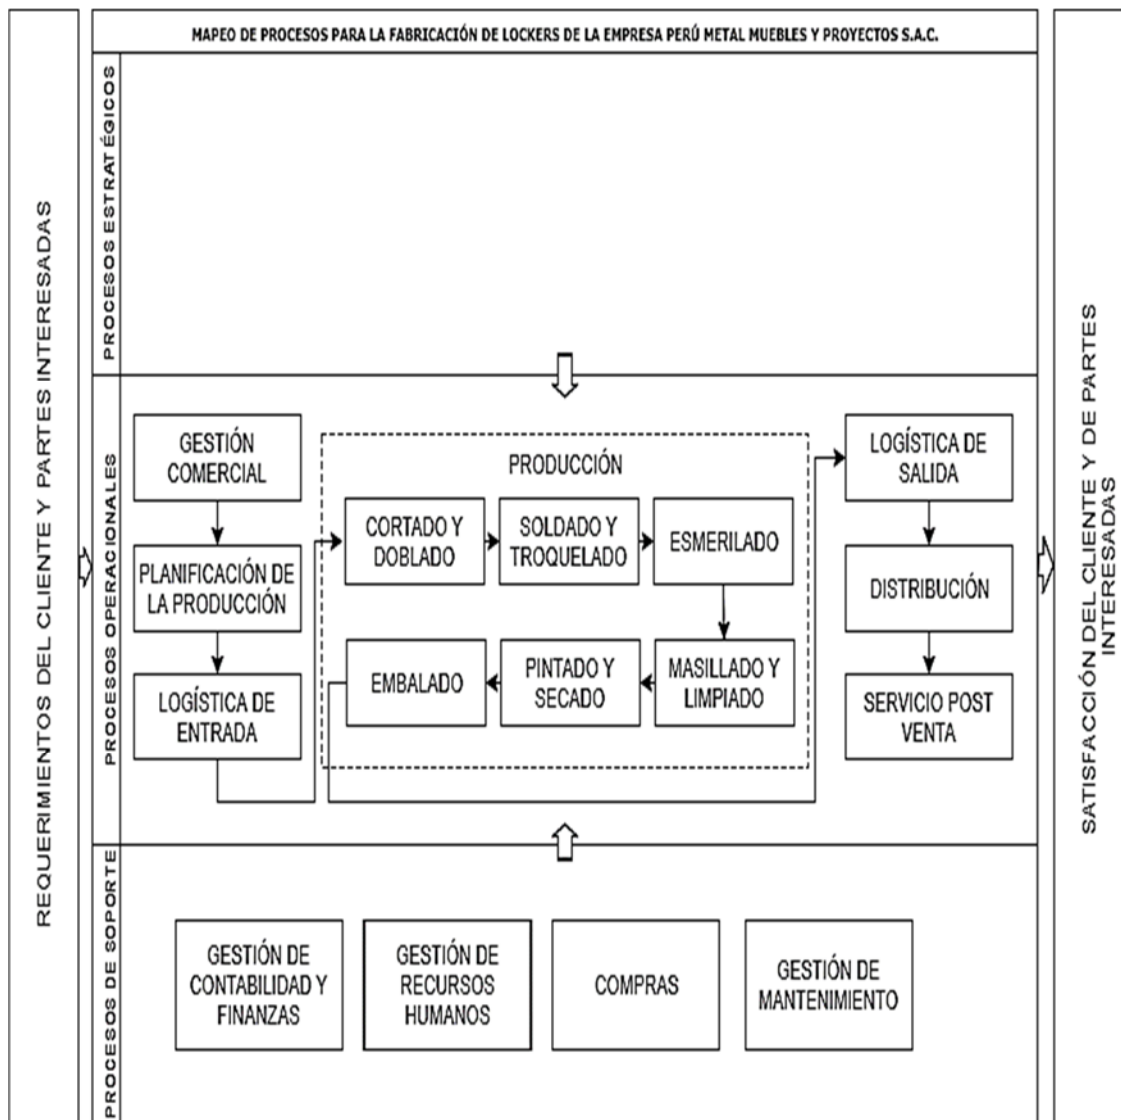 MAPEO DE PROCESOS PARA LA FABRICACIÓN DE LOCKERS DE LA EMPRESA PERÚ METAL MUEBLES Y PROYECTOS S.A.C.
REQUERIMIENTOS DEL CLIENTE Y PARTES INTERESADAS
PROCESOS ESTRATÉGICOS
PROCESOS OPERACIONALES
GESTIÓN
COMERCIAL
PLANIFICACIÓN DE
LA PRODUCCIÓN
LOGÍSTICA DE
ENTRADA
PRODUCCIÓN
CORTADO Y
DOBLADO
SOLDADO Y
TROQUELADO
ESMERILADO
MASILLADO Y
LIMPIADO
PINTADO Y
SECADO
EMBALADO
LOGÍSTICA DE
SALIDA
DISTRIBUCIÓN
SERVICIO POST
VENTA
PROCESOS DE SOPORTE
GESTIÓN DE
CONTABILIDAD Y
FINANZAS
GESTIÓN DE
RECURSOS
HUMANOS
COMPRAS
GESTIÓN DE
MANTENIMIENTO
SATISFACCIÓN DEL CLIENTE Y DE PARTES
INTERESADAS